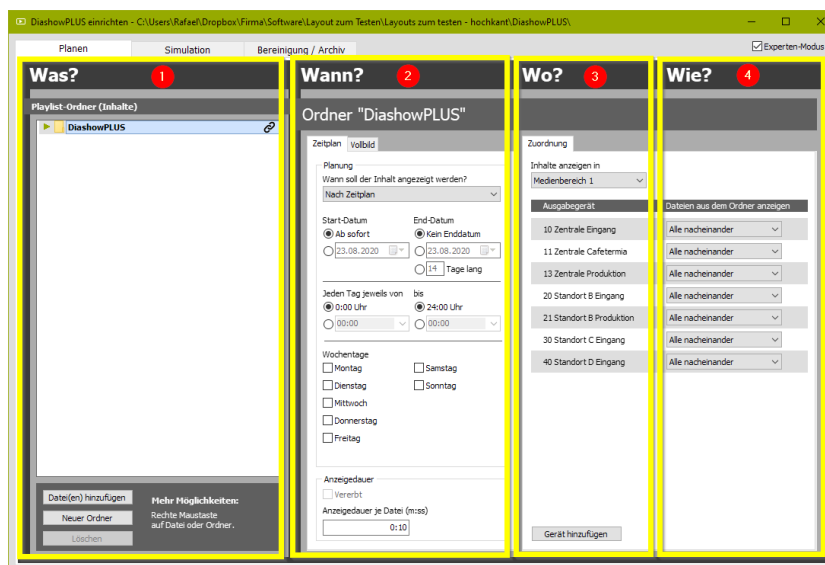 DiashowPLUS einrichten - C:\Users\Rafael\Dropbox\Firma\Software\Layout zum Testen\Layouts zum testen - hochkant\DiashowPLUS\
Planen Simulation Bereinigung / Archiv Experten-Modus
Was? 1
Playlist-Ordner (Inhalte)
DiashowPLUS
Datei(en) hinzufügen
Neuer Ordner
Löschen
Mehr Möglichkeiten:
Rechte Maustaste
auf Datei oder Ordner.
Wann? 2
Ordner "DiashowPLUS"
Zeitplan Vollbild
Planung
Wann soll der Inhalt angezeigt werden?
Nach Zeitplan
Start-Datum End-Datum
Ab sofort Kein Enddatum
23.08.2020 23.08.2020
14 Tage lang
Jeden Tag jeweils von bis
0:00 Uhr 24:00 Uhr
00:00 00:00
Wochentage
Montag Samstag
Dienstag Sonntag
Mittwoch
Donnerstag
Freitag
Anzeigedauer
Vererbt
Anzeigedauer je Datei (m:ss)
0:10
Wo? 3 Wie? 4
Zuordnung
Inhalte anzeigen in
Medienbereich 1
Ausgabegerät Dateien aus dem Ordner anzeigen
10 Zentrale Eingang Alle nacheinander
11 Zentrale Cafetermia Alle nacheinander
13 Zentrale Produktion Alle nacheinander
20 Standort B Eingang Alle nacheinander
21 Standort B Produktion Alle nacheinander
30 Standort C Eingang Alle nacheinander
40 Standort D Eingang Alle nacheinander
Gerät hinzufügen